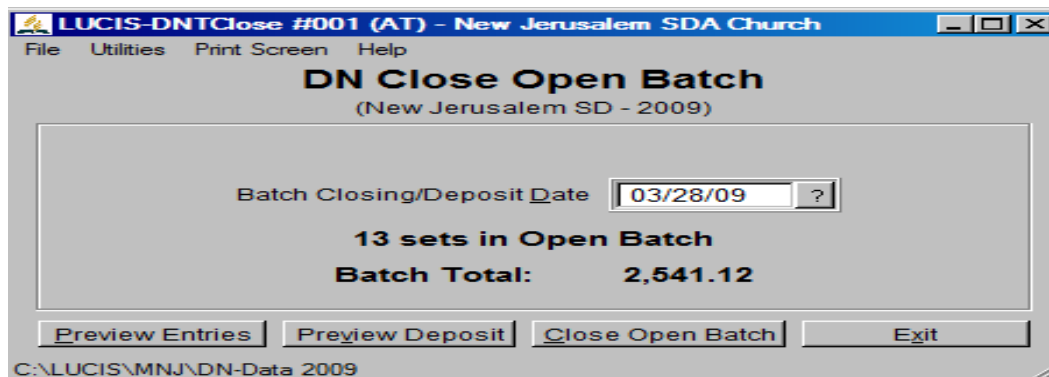 LUCIS-DNTClose #001 (AT) - New Jerusalem SDA Church
File Utilities Print Screen Help
DN Close Open Batch
(New Jerusalem SD - 2009)
Batch Closing/Deposit Date 03/28/09 ?
13 sets in Open Batch
Batch Total: 2,541.12
Preview Entries Preview Deposit Close Open Batch Exit
C:\LUCIS\MNJ\DN-Data 2009